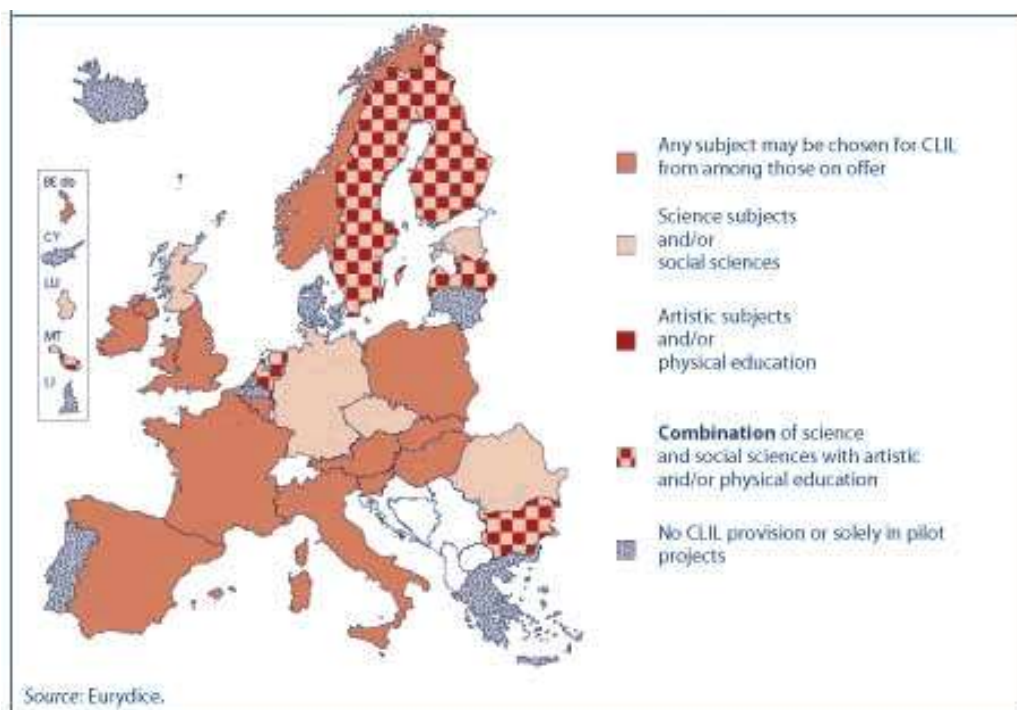 BE de
CY
LU
MT
LI
Any subject may be chosen for CLIL
from among those on offer
Science subjects
and/or
social sciences
Artistic subjects
and/or
physical education
Combination of science
and social sciences with artistic
and/or physical education
No CLIL provision or solely in pilot
projects
Source: Eurydice.